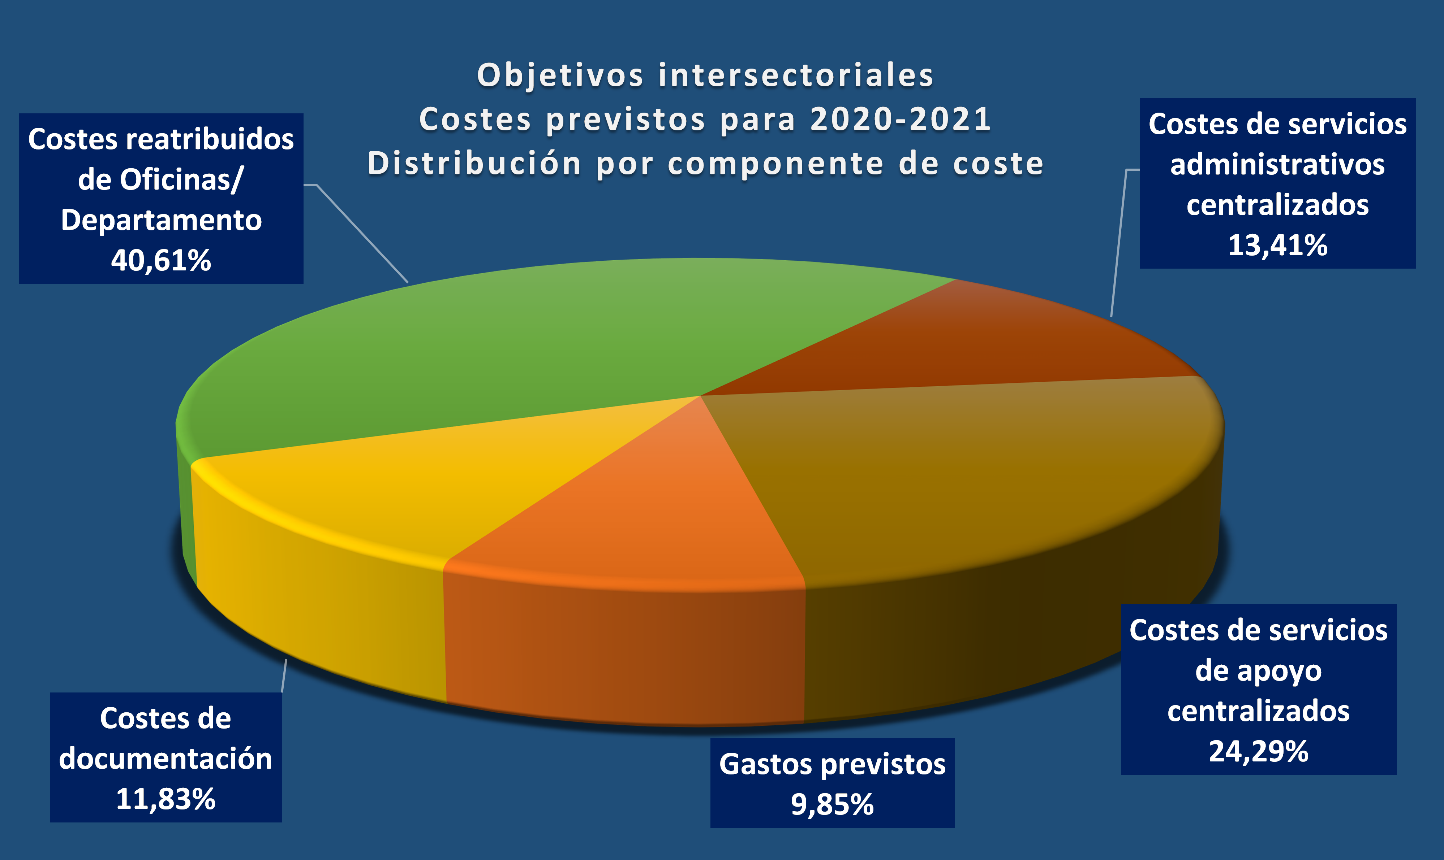 Objetivos intersectoriales
Costes previstos para 2020-2021
Distribución por componente de coste
Costes reatribuidos
de Oficinas/
Departamento
40,61%
Costes de servicios
administrativos
centralizados
13,41%
Costes de servicios
de apoyo
centralizados
24,29%
Gastos previstos
9,85%
Costes de
documentación
11,83%